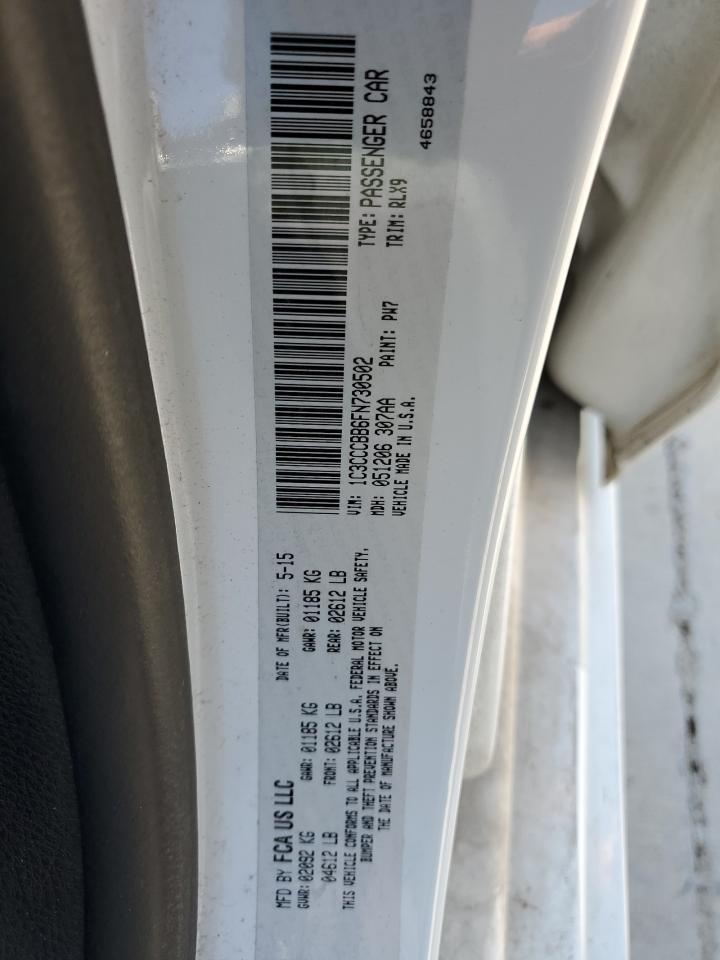 MFD BY FCA US LLC
DATE OF MFR(BUILT): 5-15
GVWR: 02092 KG
GAWR: 01185 KG
GAWR: 01185 KG
04612 LB
FRONT: 02612 LB
REAR: 02612 LB
THIS VEHICLE CONFORMS TO ALL APPLICABLE U.S.A. FEDERAL MOTOR VEHICLE SAFETY,
BUMPER AND THEFT PREVENTION STANDARDS IN EFFECT ON
THE DATE OF MANUFACTURE SHOWN ABOVE.
VIN: 1C3CCCBB6FN730502
TYPE: PASSENGER CAR
MDH: 051206 307AA
PAINT: PW7
TRIM: RLX9
VEHICLE MADE IN U.S.A.
4658843